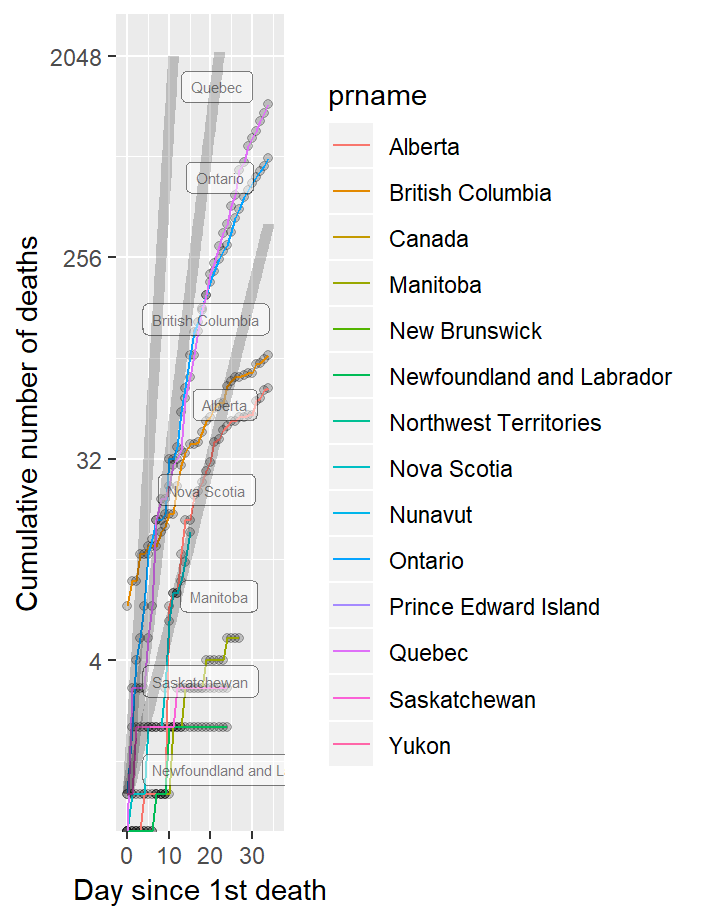 2048
256
32
4
Cumulative number of deaths
Quebec
Ontario
British Columbia
Alberta
Nova Scotia
Manitoba
Saskatchewan
Newfoundland and L
0 10 20 30
Day since 1st death
prname
Alberta
British Columbia
Canada
Manitoba
New Brunswick
Newfoundland and Labrador
Northwest Territories
Nova Scotia
Nunavut
Ontario
Prince Edward Island
Quebec
Saskatchewan
Yukon